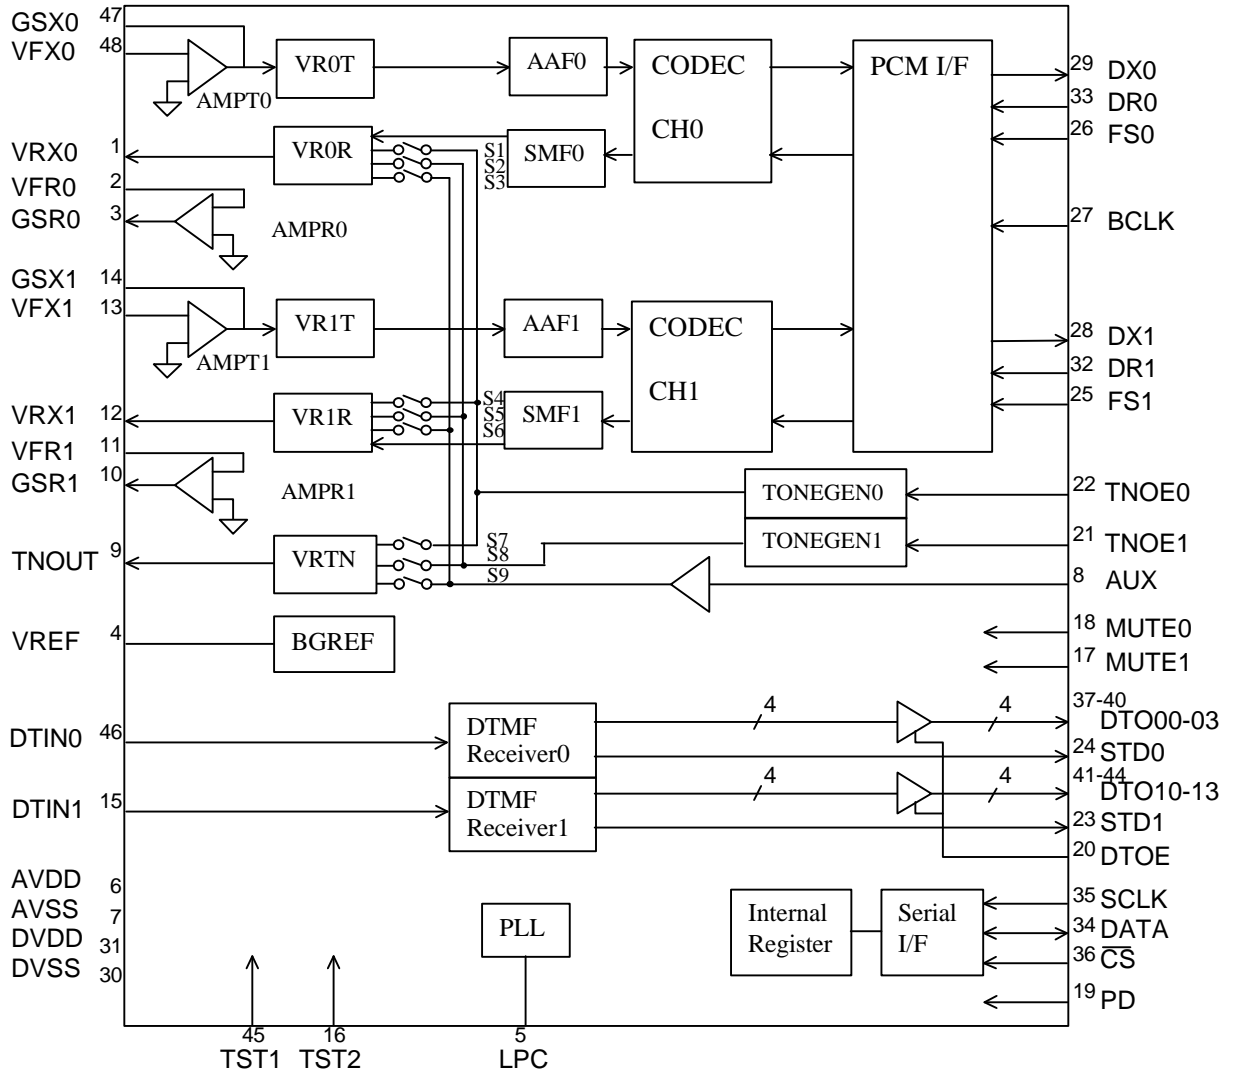 GSX0 47
VFX0 48
AMPT0
VR0T
AAF0
CODEC
CH0
PCM I/F
29 DX0
33 DR0
26 FS0
VRX0 1
VR0R
S1
S2
S3
SMF0
VFR0 2
GSR0 3
AMPR0
27 BCLK
GSX1 14
VFX1 13
AMPT1
VR1T
AAF1
CODEC
CH1
28 DX1
32 DR1
25 FS1
VRX1 12
VR1R
S4
S5
S6
SMF1
VFR1 11
GSR1 10
AMPR1
TONEGEN0
22 TNOE0
TONEGEN1
21 TNOE1
TNOUT 9
VRTN
S7
S8
S9
8 AUX
VREF 4
BGREF
18 MUTE0
17 MUTE1
DTIN0 46
DTMF
Receiver0
4
4
37-40
DTO00-03
24 STD0
DTIN1 15
DTMF
Receiver1
4
4
41-44
DTO10-13
23 STD1
20 DTOE
AVDD 6
AVSS 7
DVDD 31
DVSS 30
PLL
Internal
Register
Serial
I/F
35 SCLK
34 DATA
36 CS
19 PD
45
TST1
16
TST2
5
LPC